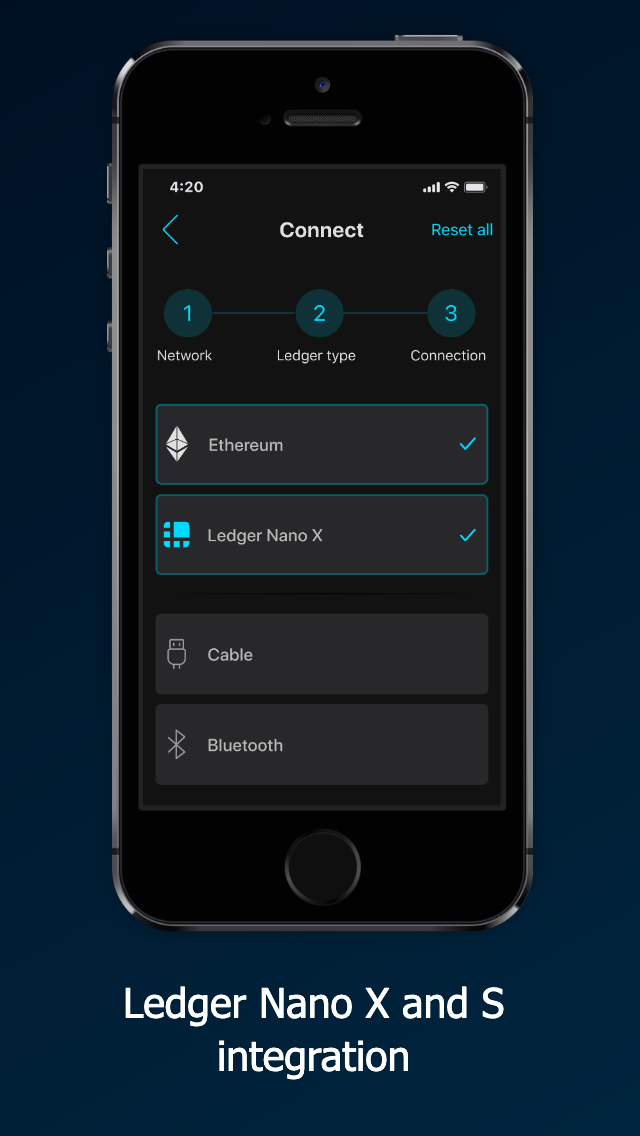 4:20
Connect
Reset all
1
2
3
Network
Ledger type
Connection
Ethereum
Ledger Nano X
Cable
Bluetooth
Ledger Nano X and S
integration